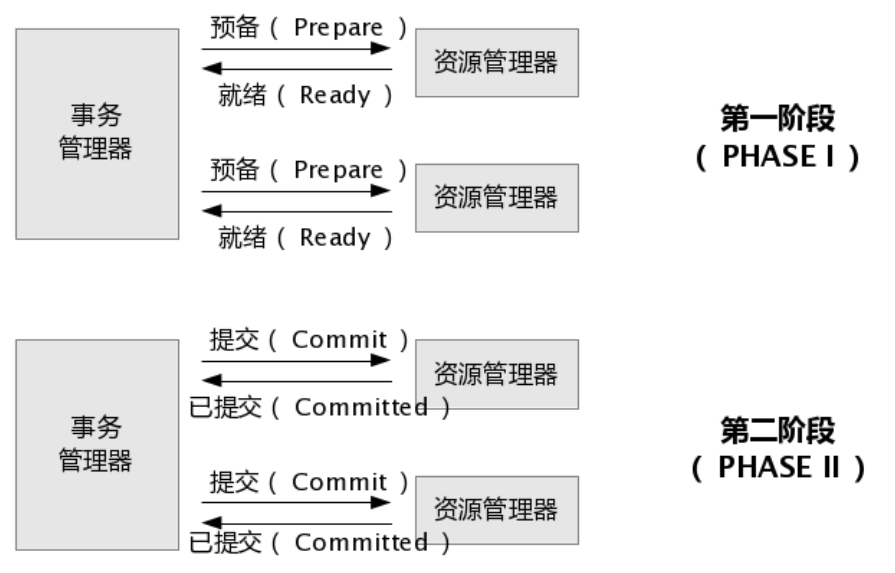 预备（ Prepare ）
资源管理器
就绪（ Ready ）
事务
管理器
第一阶段
（ PHASE I ）
预备（ Prepare ）
资源管理器
就绪（ Ready ）
提交（ Commit ）
资源管理器
已提交（ Committed ）
事务
管理器
第二阶段
（ PHASE II ）
提交（ Commit ）
资源管理器
已提交（ Committed ）